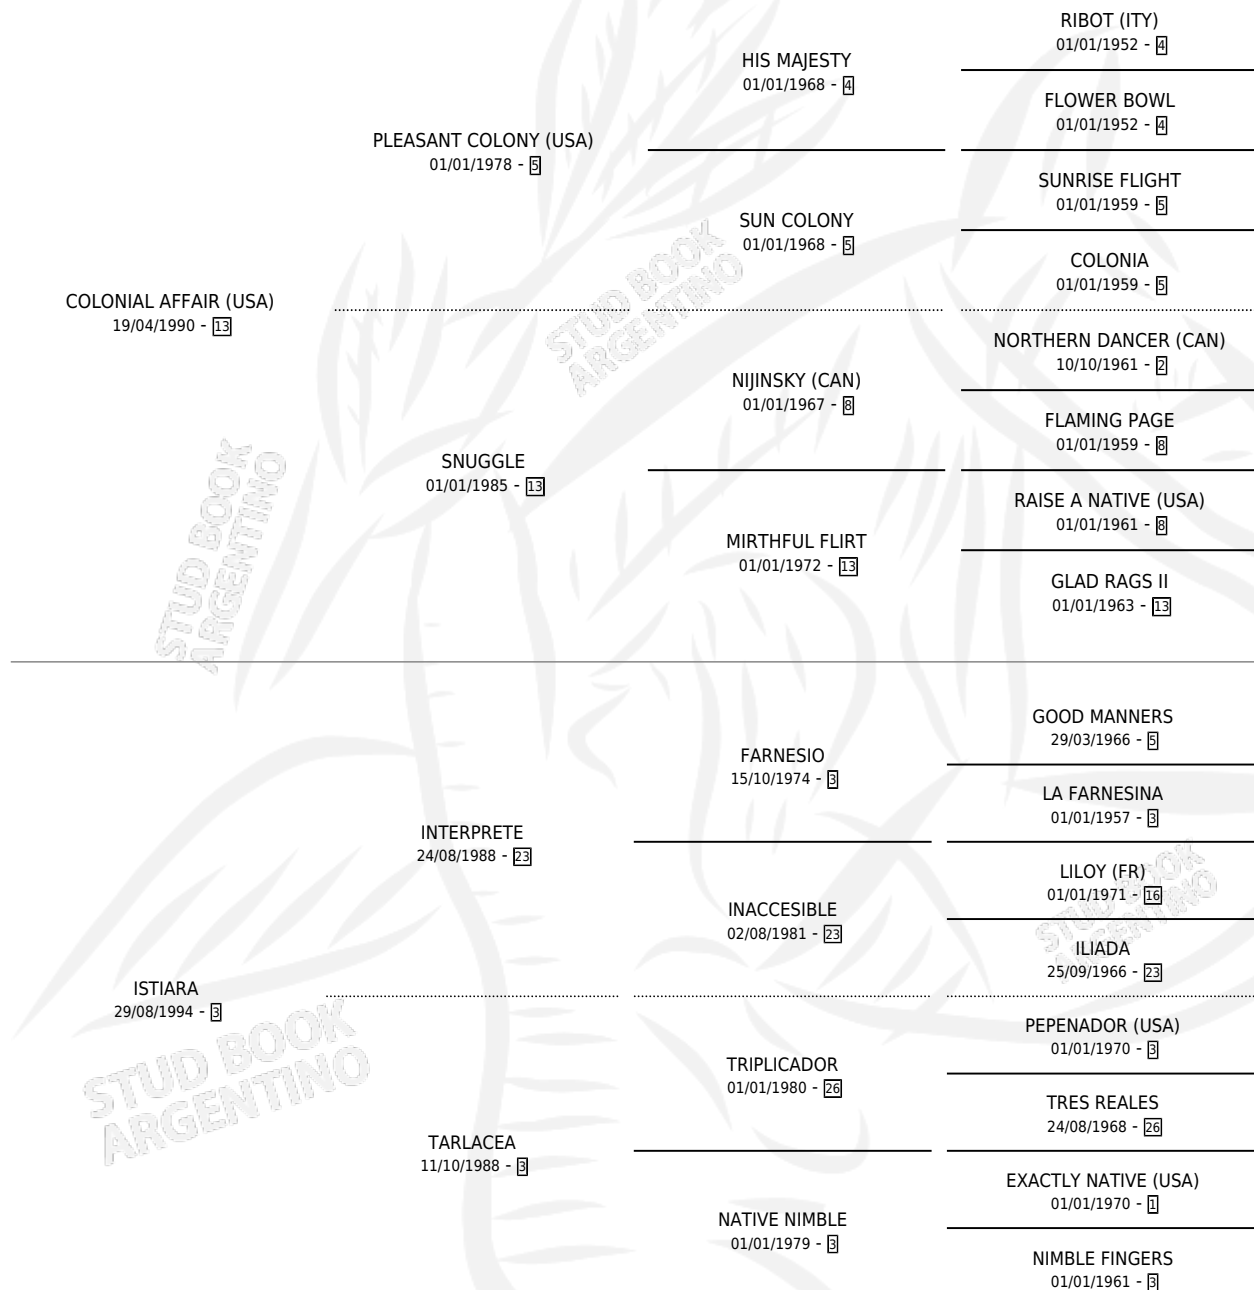 RIBOT (ITY)
01/01/1952 - 4
HIS MAJESTY
01/01/1968 - 4
FLOWER BOWL
01/01/1952 - 4
PLEASANT COLONY (USA)
01/01/1978 - 5
SUNRISE FLIGHT
01/01/1959 - 5
SUN COLONY
01/01/1968 - 5
COLONIA
01/01/1959 - 5
COLONIAL AFFAIR (USA)
19/04/1990 - 13
NORTHERN DANCER (CAN)
10/10/1961 - 2
NIJINSKY (CAN)
01/01/1967 - 8
FLAMING PAGE
01/01/1959 - 8
SNUGGLE
01/01/1985 - 13
RAISE A NATIVE (USA)
01/01/1961 - 8
MIRTHFUL FLIRT
01/01/1972 - 13
GLAD RAGS II
01/01/1963 - 13
GOOD MANNERS
29/03/1966 - 5
FARNESIO
15/10/1974 - 3
LA FARNESINA
01/01/1957 - 3
INTERPRETE
24/08/1988 - 23
LILOY (FR)
01/01/1971 - 16
INACCESIBLE
02/08/1981 - 23
ILIADA
25/09/1966 - 23
ISTIARA
29/08/1994 - 3
PEPENADOR (USA)
01/01/1970 - 3
TRIPLICADOR
01/01/1980 - 26
TRES REALES
24/08/1968 - 26
TARLACEA
11/10/1988 - 3
EXACTLY NATIVE (USA)
01/01/1970 - 1
NATIVE NIMBLE
01/01/1979 - 3
NIMBLE FINGERS
01/01/1961 - 3
STUD BOOK
ARGENTINO
STUD BOOK
ARGENTINO
STUD BOOK
ARGENTINO
STUD BOOK
ARGENTINO